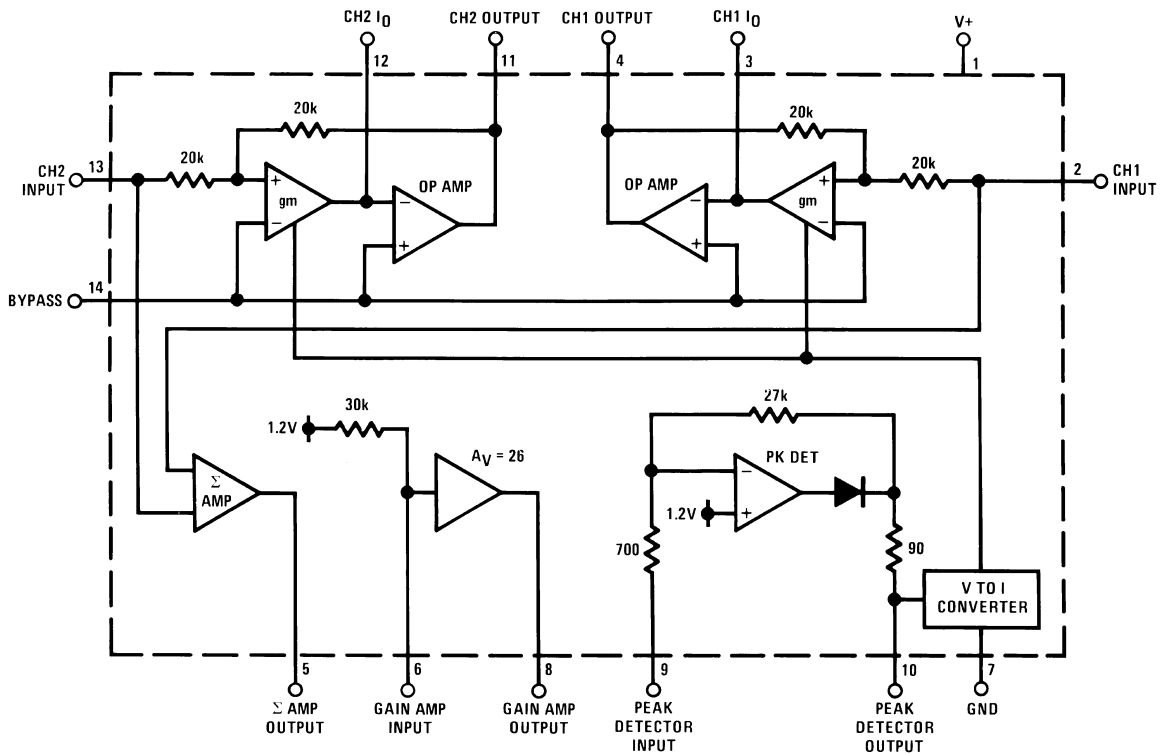 CH2 IO
CH2 OUTPUT
CH1 OUTPUT
CH1 IO
V+
12
11
4
3
1
20k
20k
CH2
INPUT
13
20k
+
gm
−
OP AMP
−
+
OP AMP
−
+
+
gm
−
20k
2
CH1
INPUT
BYPASS
14
30k
1.2V
AV = 26
Σ
AMP
27k
PK DET
−
+
1.2V
700
90
V TO I
CONVERTER
5
6
8
9
10
7
Σ AMP
OUTPUT
GAIN AMP
INPUT
GAIN AMP
OUTPUT
PEAK
DETECTOR
INPUT
PEAK
DETECTOR
OUTPUT
GND